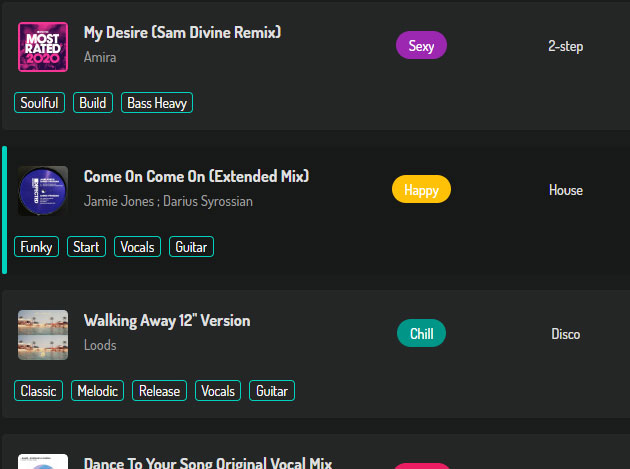 MOST
RATED
2020
My Desire (Sam Divine Remix)
Amira
Sexy
2-step
Soulful
Build
Bass Heavy
Come On Come On (Extended Mix)
Jamie Jones ; Darius Syrossian
Happy
House
Funky
Start
Vocals
Guitar
Walking Away 12" Version
Loods
Chill
Disco
Classic
Melodic
Release
Vocals
Guitar
Dance To Your Song Original Vocal Mix